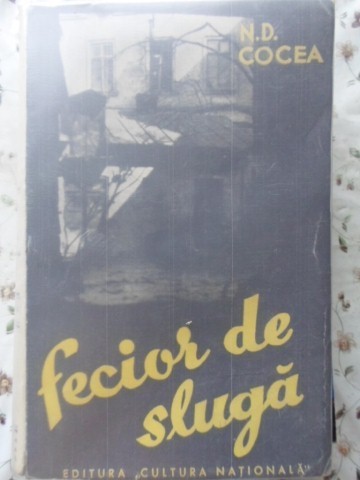 N.D.
COCEA
fecior de
slugă
EDITURA „CULTURA NAȚIONALĂ"